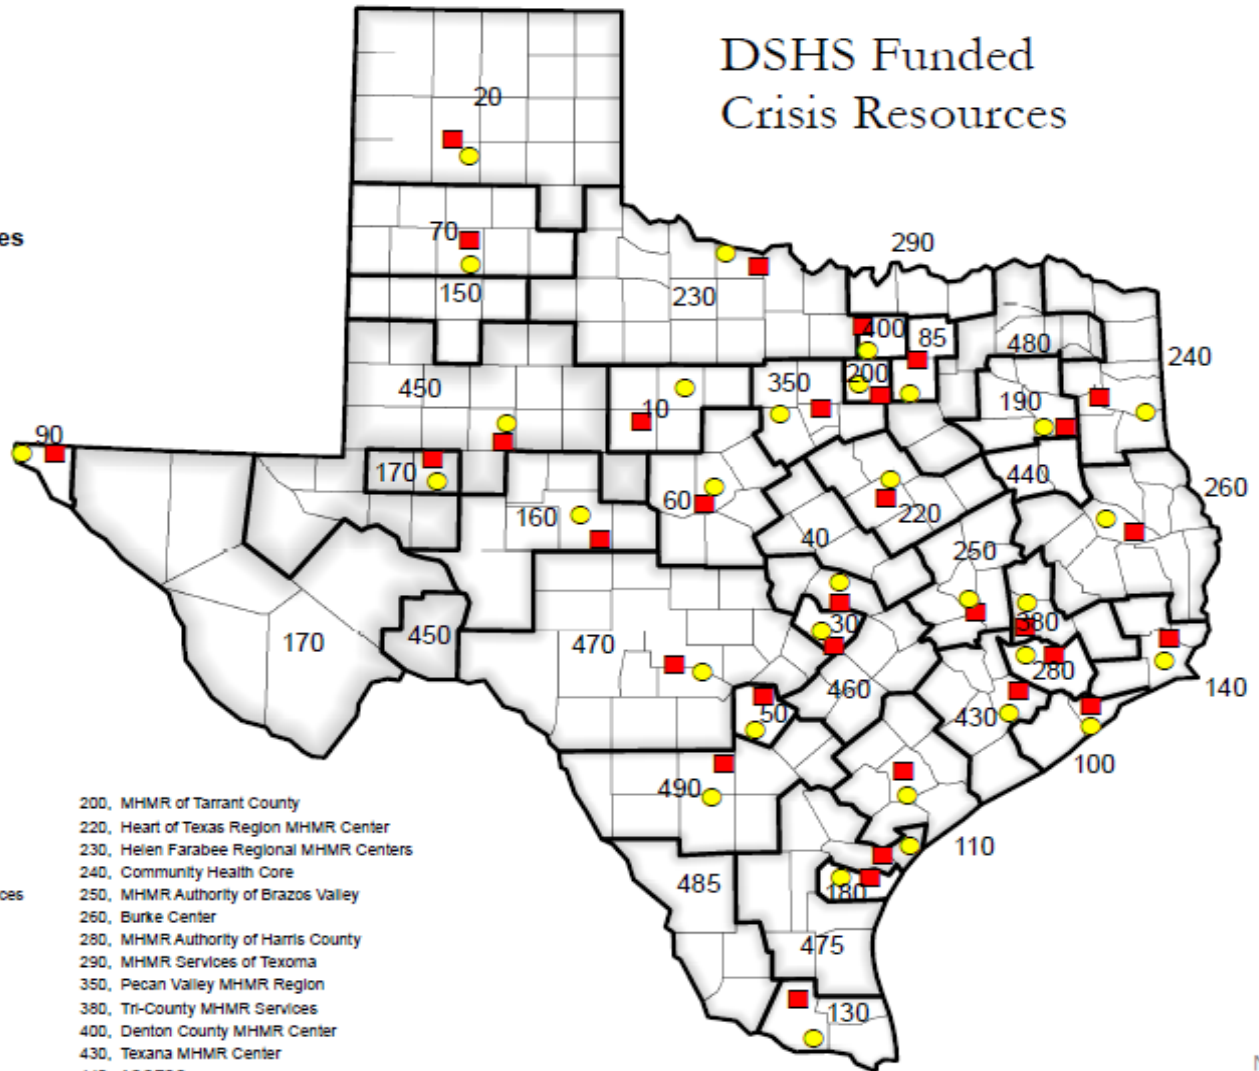 DSHS Funded
Crisis Resources
20
es
70
290
150
230
400
85
480
240
450
200
350
10
190
90
170
440
260
60
160
220
40
250
380
30
170
450
470
280
460
140
50
430
100
490
110
485
180
475
130
200, MHMR of Tarrant County
220, Heart of Texas Region MHMR Center
230, Helen Farabee Regional MHMR Centers
240, Community Health Core
ces
250, MHMR Authority of Brazos Valley
260, Burke Center
280, MHMR Authority of Harris County
290, MHMR Services of Texoma
350, Pecan Valley MHMR Region
380, Tri-County MHMR Services
400, Denton County MHMR Center
430, Texana MHMR Center